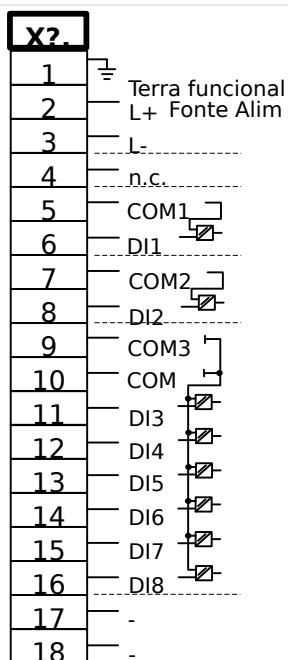 X?.
1
Terra funcional
2 L+ Fonte Alim
3 L-
4 n.c.
5 COM1
6 DI1
7 COM2
8 DI2
9 COM3
10 COM
11 DI3
12 DI4
13 DI5
14 DI6
15 DI7
16 DI8
17 -
18 -